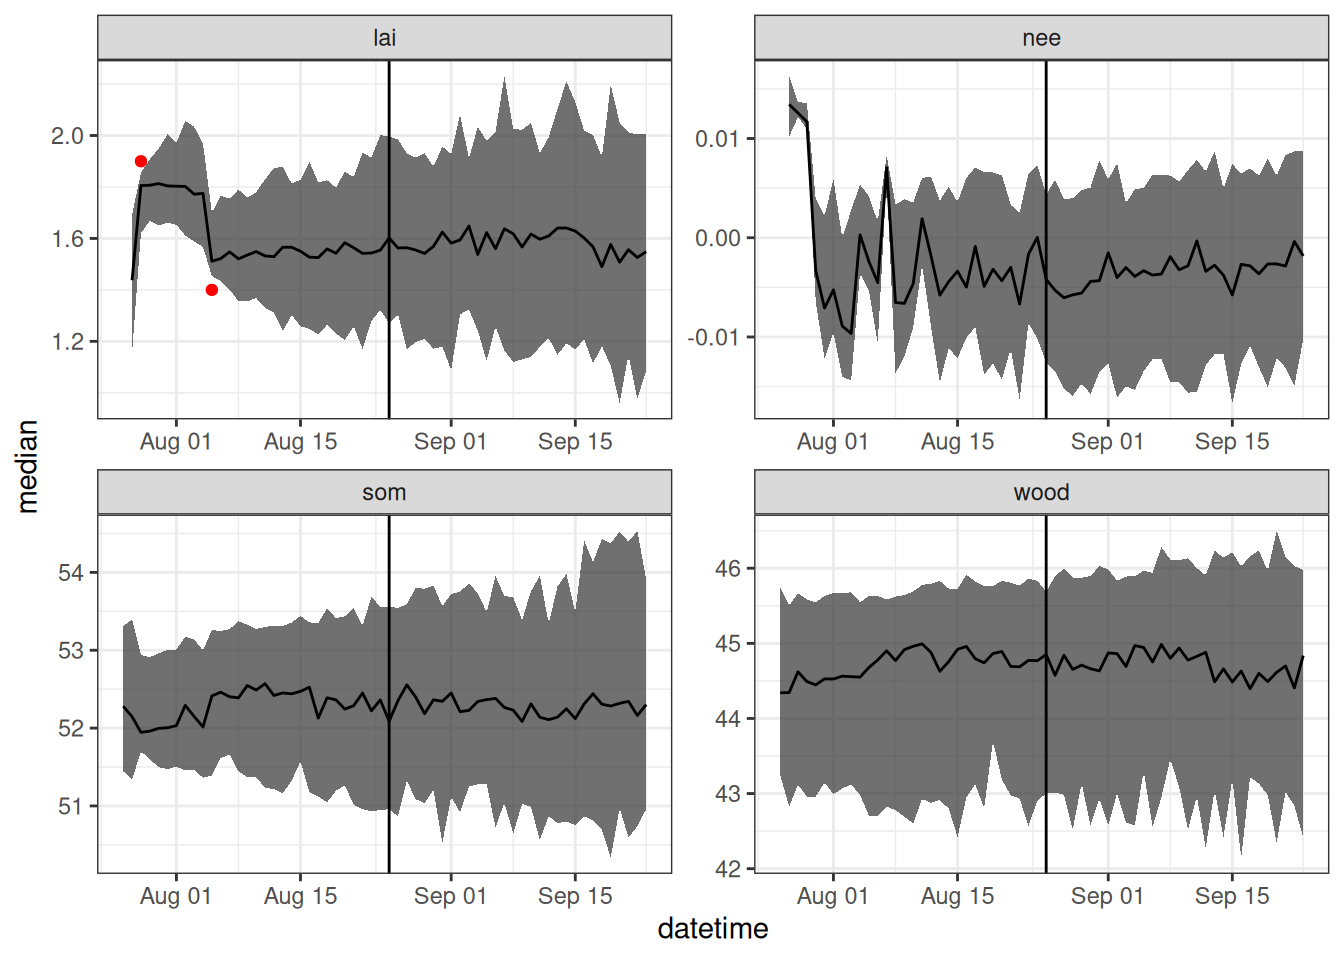 lai
nee
2.0
1.6
1.2
0.01
0.00
-0.01
Aug 01 Aug 15 Sep 01 Sep 15
Aug 01 Aug 15 Sep 01 Sep 15
median
som
wood
54
53
52
51
46
45
44
43
42
Aug 01 Aug 15 Sep 01 Sep 15
Aug 01 Aug 15 Sep 01 Sep 15
datetime